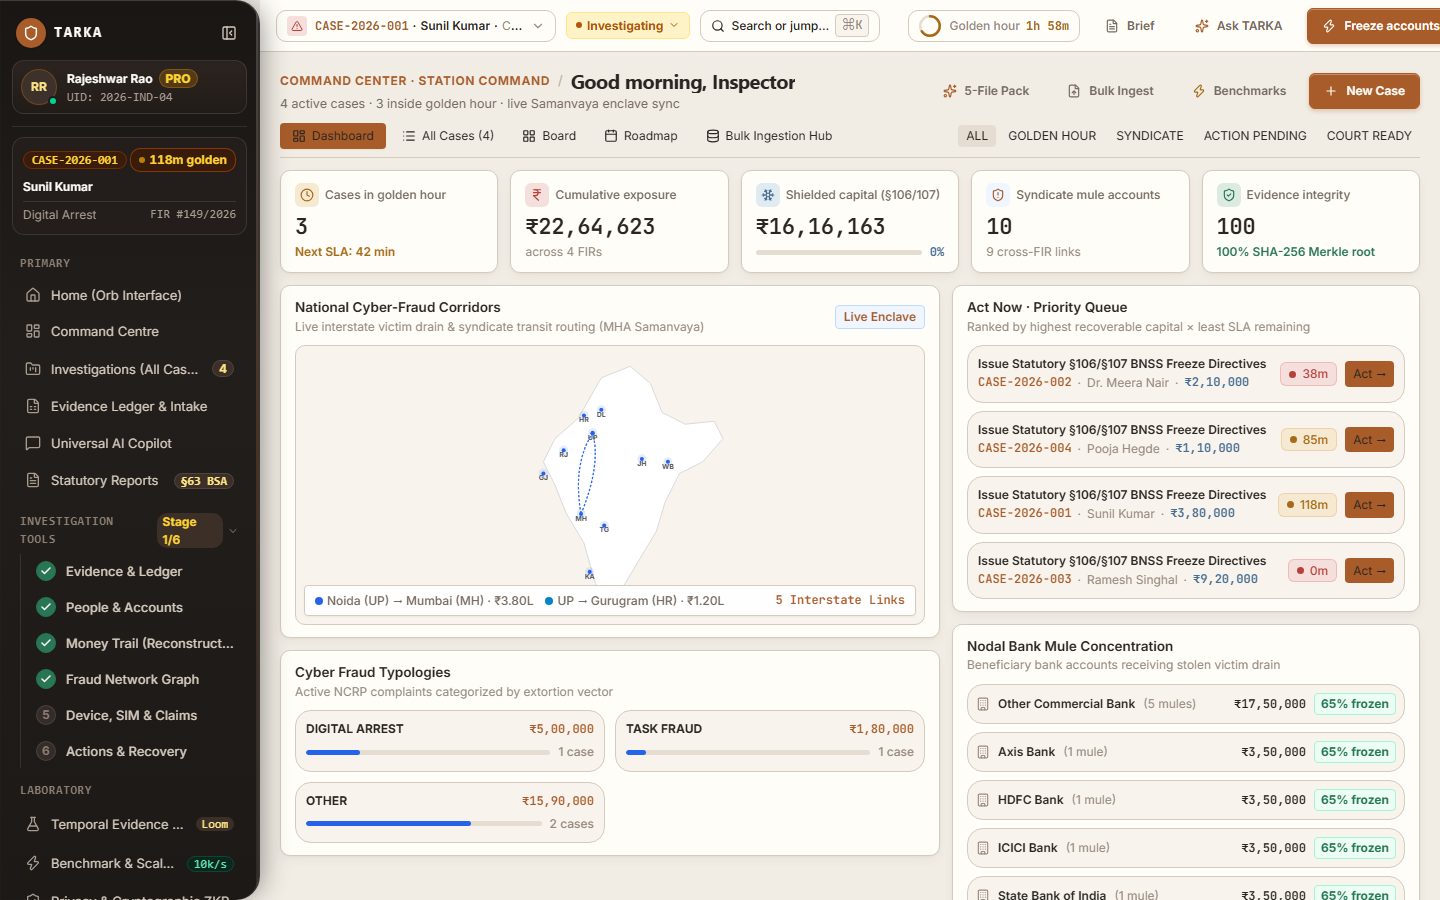 TARKA
RR
Rajeshwar Rao PRO
UID: 2026-IND-04
CASE-2026-001 118m golden
Sunil Kumar
Digital Arrest FIR #149/2026
PRIMARY
Home (Orb Interface)
Command Centre
Investigations (All Cas... 4
Evidence Ledger & Intake
Universal AI Copilot
Statutory Reports §63 BSA
INVESTIGATION TOOLS Stage 1/6
Evidence & Ledger
People & Accounts
Money Trail (Reconstruct...
Fraud Network Graph
5 Device, SIM & Claims
6 Actions & Recovery
LABORATORY
Temporal Evidence ... Loom
Benchmark & Scal... 10k/s
CASE-2026-001 · Sunil Kumar · C...
Investigating
Search or jump... ⌘K
Golden hour 1h 58m
Brief
Ask TARKA
Freeze accounts
COMMAND CENTER · STATION COMMAND / Good morning, Inspector
4 active cases · 3 inside golden hour · live Samanvaya enclave sync
5-File Pack
Bulk Ingest
Benchmarks
+ New Case
Dashboard
All Cases (4)
Board
Roadmap
Bulk Ingestion Hub
ALL
GOLDEN HOUR
SYNDICATE
ACTION PENDING
COURT READY
Cases in golden hour
3
Next SLA: 42 min
₹ Cumulative exposure
₹22,64,623
across 4 FIRs
Shielded capital (§106/107)
₹16,16,163
0%
Syndicate mule accounts
10
9 cross-FIR links
Evidence integrity
100
100% SHA-256 Merkle root
National Cyber-Fraud Corridors
Live interstate victim drain & syndicate transit routing (MHA Samanvaya)
Live Enclave
HR
DL
UP
RJ
JH
WB
GJ
MH
TG
KA
Noida (UP) → Mumbai (MH) · ₹3.80L
UP → Gurugram (HR) · ₹1.20L
5 Interstate Links
Cyber Fraud Typologies
Active NCRP complaints categorized by extortion vector
DIGITAL ARREST ₹5,00,000
1 case
TASK FRAUD ₹1,80,000
1 case
OTHER ₹15,90,000
2 cases
Act Now · Priority Queue
Ranked by highest recoverable capital × least SLA remaining
Issue Statutory §106/§107 BNSS Freeze Directives
CASE-2026-002 · Dr. Meera Nair · ₹2,10,000
38m
Act →
Issue Statutory §106/§107 BNSS Freeze Directives
CASE-2026-004 · Pooja Hegde · ₹1,10,000
85m
Act →
Issue Statutory §106/§107 BNSS Freeze Directives
CASE-2026-001 · Sunil Kumar · ₹3,80,000
118m
Act →
Issue Statutory §106/§107 BNSS Freeze Directives
CASE-2026-003 · Ramesh Singhal · ₹9,20,000
0m
Act →
Nodal Bank Mule Concentration
Beneficiary bank accounts receiving stolen victim drain
Other Commercial Bank (5 mules) ₹17,50,000 65% frozen
Axis Bank (1 mule) ₹3,50,000 65% frozen
HDFC Bank (1 mule) ₹3,50,000 65% frozen
ICICI Bank (1 mule) ₹3,50,000 65% frozen
State Bank of India (1 mule) ₹3,50,000 65% frozen